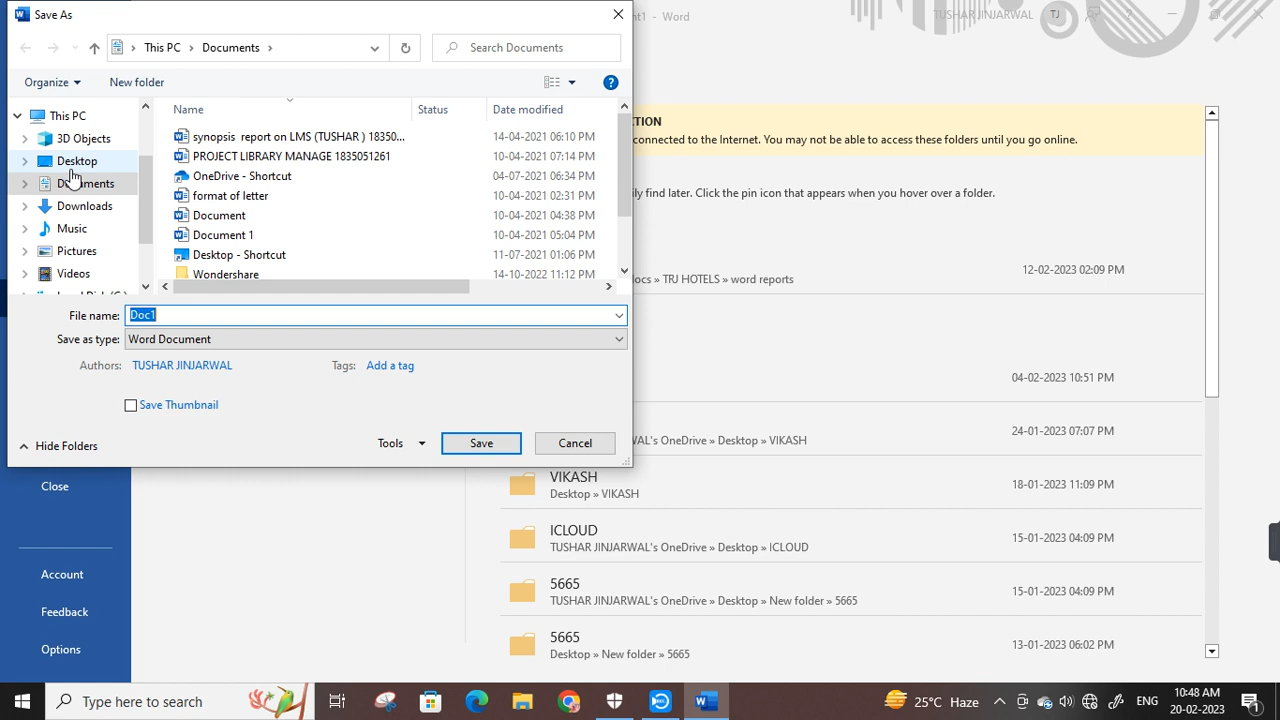 Save As
t1 - Word
TUSHAR JINJARWAL
TJ
This PC
Documents
Search Documents
Organize
New folder
Name
Status
Date modified
This PC
3D Objects
Desktop
Documents
Downloads
Music
Pictures
Videos
synopsis report on LMS (TUSHAR ) 18350...
14-04-2021 06:10 PM
PROJECT LIBRARY MANAGE 1835051261
10-04-2021 07:14 PM
OneDrive - Shortcut
04-07-2021 06:34 PM
format of letter
10-04-2021 02:31 PM
Document
10-04-2021 04:38 PM
Document 1
10-04-2021 05:04 PM
Desktop - Shortcut
11-07-2021 01:06 PM
Wondershare
14-10-2022 11:12 PM
File name:
Doc1
Save as type:
Word Document
Authors:
TUSHAR JINJARWAL
Tags:
Add a tag
Save Thumbnail
Hide Folders
Tools
Save
Cancel
TION
connected to the Internet. You may not be able to access these folders until you go online.
ily find later. Click the pin icon that appears when you hover over a folder.
12-02-2023 02:09 PM
locs » TRJ HOTELS » word reports
04-02-2023 10:51 PM
24-01-2023 07:07 PM
WAL's OneDrive » Desktop » VIKASH
VIKASH
18-01-2023 11:09 PM
Desktop » VIKASH
ICLOUD
15-01-2023 04:09 PM
TUSHAR JINJARWAL's OneDrive » Desktop » ICLOUD
5665
15-01-2023 04:09 PM
TUSHAR JINJARWAL's OneDrive » Desktop » New folder » 5665
5665
13-01-2023 06:02 PM
Desktop » New folder » 5665
Close
Account
Feedback
Options
Type here to search
25°C Haze
ENG
10:48 AM
20-02-2023